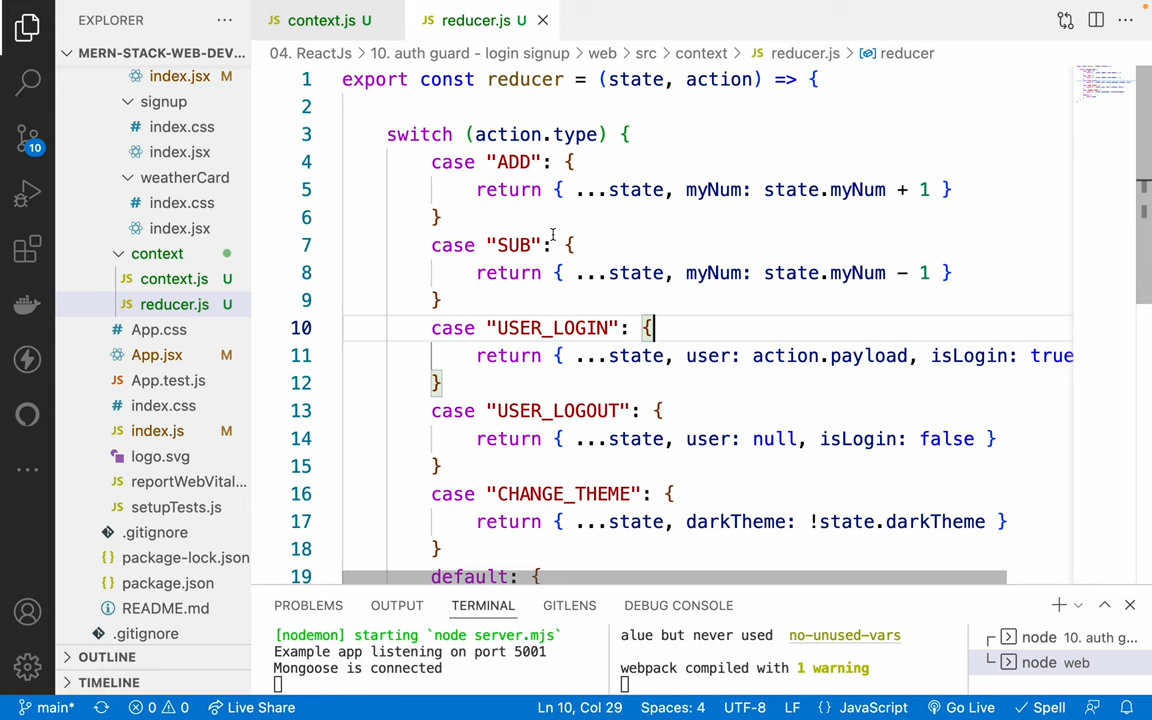 EXPLORER
MERN-STACK-WEB-DEV...
index.jsx M
signup
index.css
index.jsx
weatherCard
index.css
index.jsx
context
JS context.js U
JS reducer.js U
App.css
App.jsx M
JS App.test.js
index.css
JS index.js M
logo.svg
JS reportWebVital...
JS setupTests.js
.gitignore
{} package-lock.json
{} package.json
README.md
.gitignore
OUTLINE
TIMELINE
10
JS context.js U
JS reducer.js U
04. ReactJs > 10. auth guard - login signup > web > src > context > JS reducer.js > reducer
1 export const reducer = (state, action) => {
2
3 switch (action.type) {
4 case "ADD": {
5 return { ...state, myNum: state.myNum + 1 }
6 }
7 case "SUB": {
8 return { ...state, myNum: state.myNum - 1 }
9 }
10 case "USER_LOGIN": {
11 return { ...state, user: action.payload, isLogin: true
12 }
13 case "USER_LOGOUT": {
14 return { ...state, user: null, isLogin: false }
15 }
16 case "CHANGE_THEME": {
17 return { ...state, darkTheme: !state.darkTheme }
18 }
19 default: {
PROBLEMS OUTPUT TERMINAL GITLENS DEBUG CONSOLE
[nodemon] starting `node server.mjs`
Example app listening on port 5001
Mongoose is connected
alue but never used no-unused-vars
webpack compiled with 1 warning
node 10. auth g...
node web
main* 0 0 Live Share Ln 10, Col 29 Spaces: 4 UTF-8 LF {} JavaScript Go Live Spell